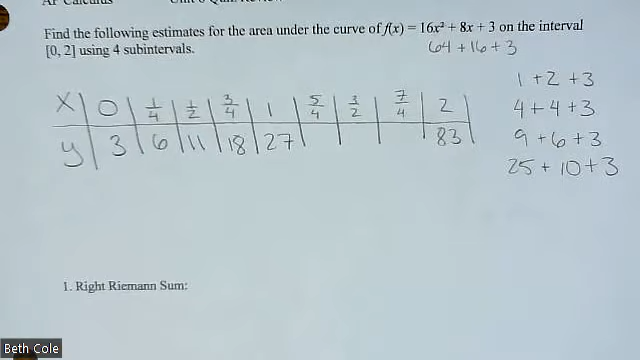 AP Calculus
Find the following estimates for the area under the curve of f(x) = 16x² + 8x + 3 on the interval
[0, 2] using 4 subintervals.
64 + 16 + 3
1 + 2 + 3
4 + 4 + 3
9 + 6 + 3
25 + 10 + 3
X 0 1/4 1/2 3/4 1 5/4 3/2 7/4 2
y 3 6 11 18 27 83
1. Right Riemann Sum:
Beth Cole